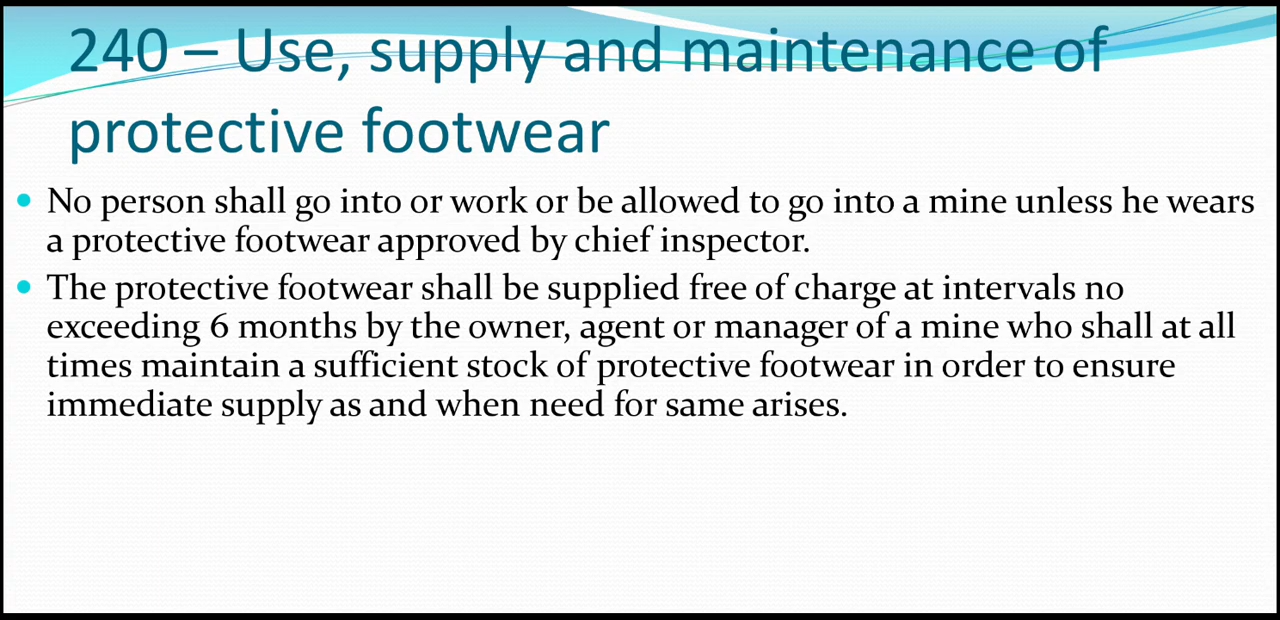 240 – Use, supply and maintenance of
protective footwear
• No person shall go into or work or be allowed to go into a mine unless he wears
a protective footwear approved by chief inspector.
• The protective footwear shall be supplied free of charge at intervals no
exceeding 6 months by the owner, agent or manager of a mine who shall at all
times maintain a sufficient stock of protective footwear in order to ensure
immediate supply as and when need for same arises.